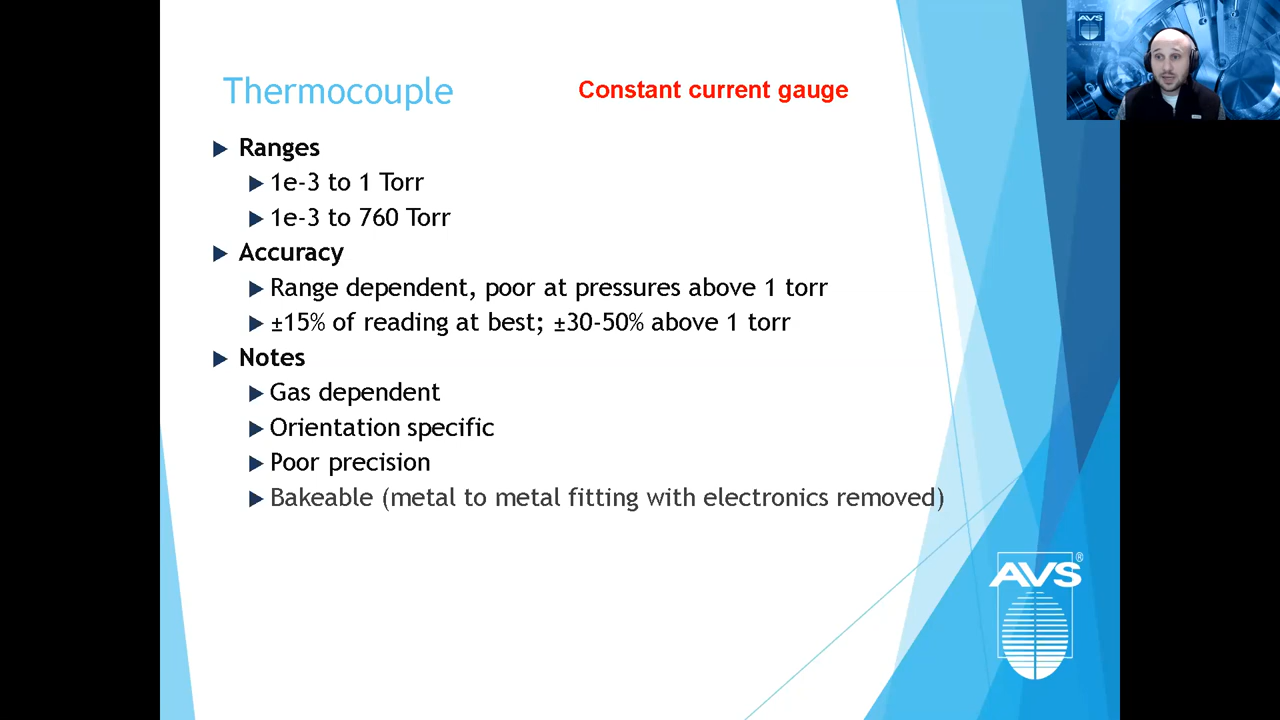 Thermocouple
Constant current gauge
Ranges
1e-3 to 1 Torr
1e-3 to 760 Torr
Accuracy
Range dependent, poor at pressures above 1 torr
±15% of reading at best; ±30-50% above 1 torr
Notes
Gas dependent
Orientation specific
Poor precision
Bakeable (metal to metal fitting with electronics removed)
AVS®
AVS